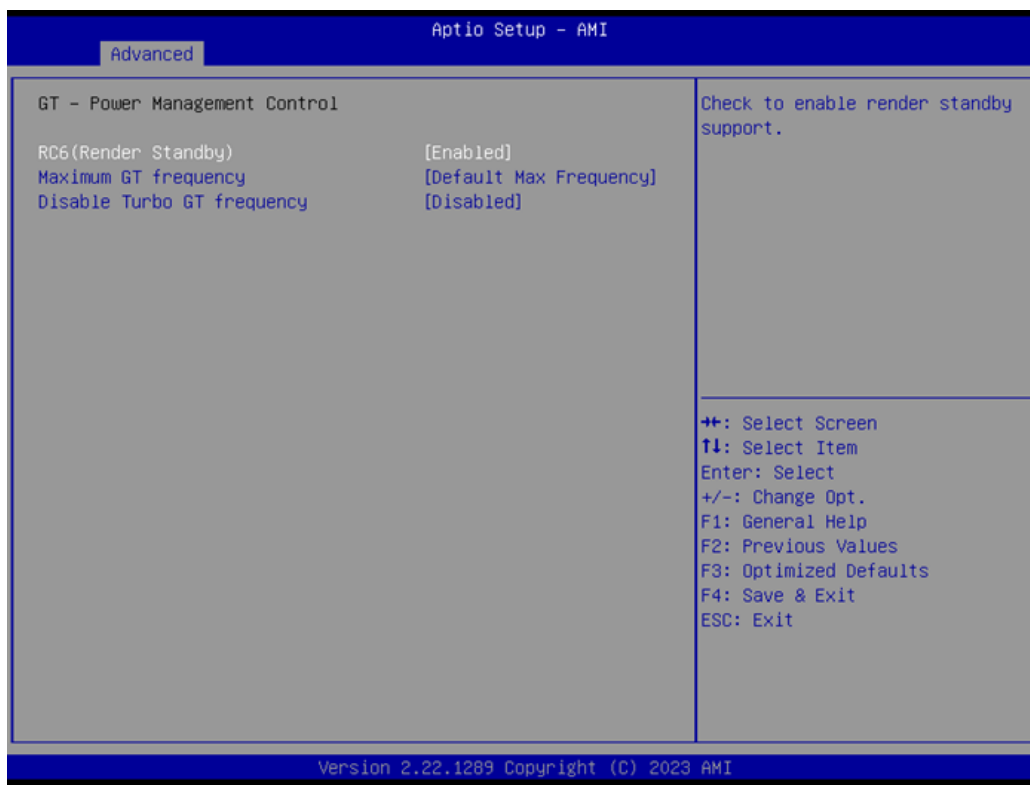 Aptio Setup – AMI
Advanced
GT – Power Management Control
RC6(Render Standby) [Enabled]
Maximum GT frequency [Default Max Frequency]
Disable Turbo GT frequency [Disabled]
Check to enable render standby
support.
→←: Select Screen
↑↓: Select Item
Enter: Select
+/-: Change Opt.
F1: General Help
F2: Previous Values
F3: Optimized Defaults
F4: Save & Exit
ESC: Exit
Version 2.22.1289 Copyright (C) 2023 AMI